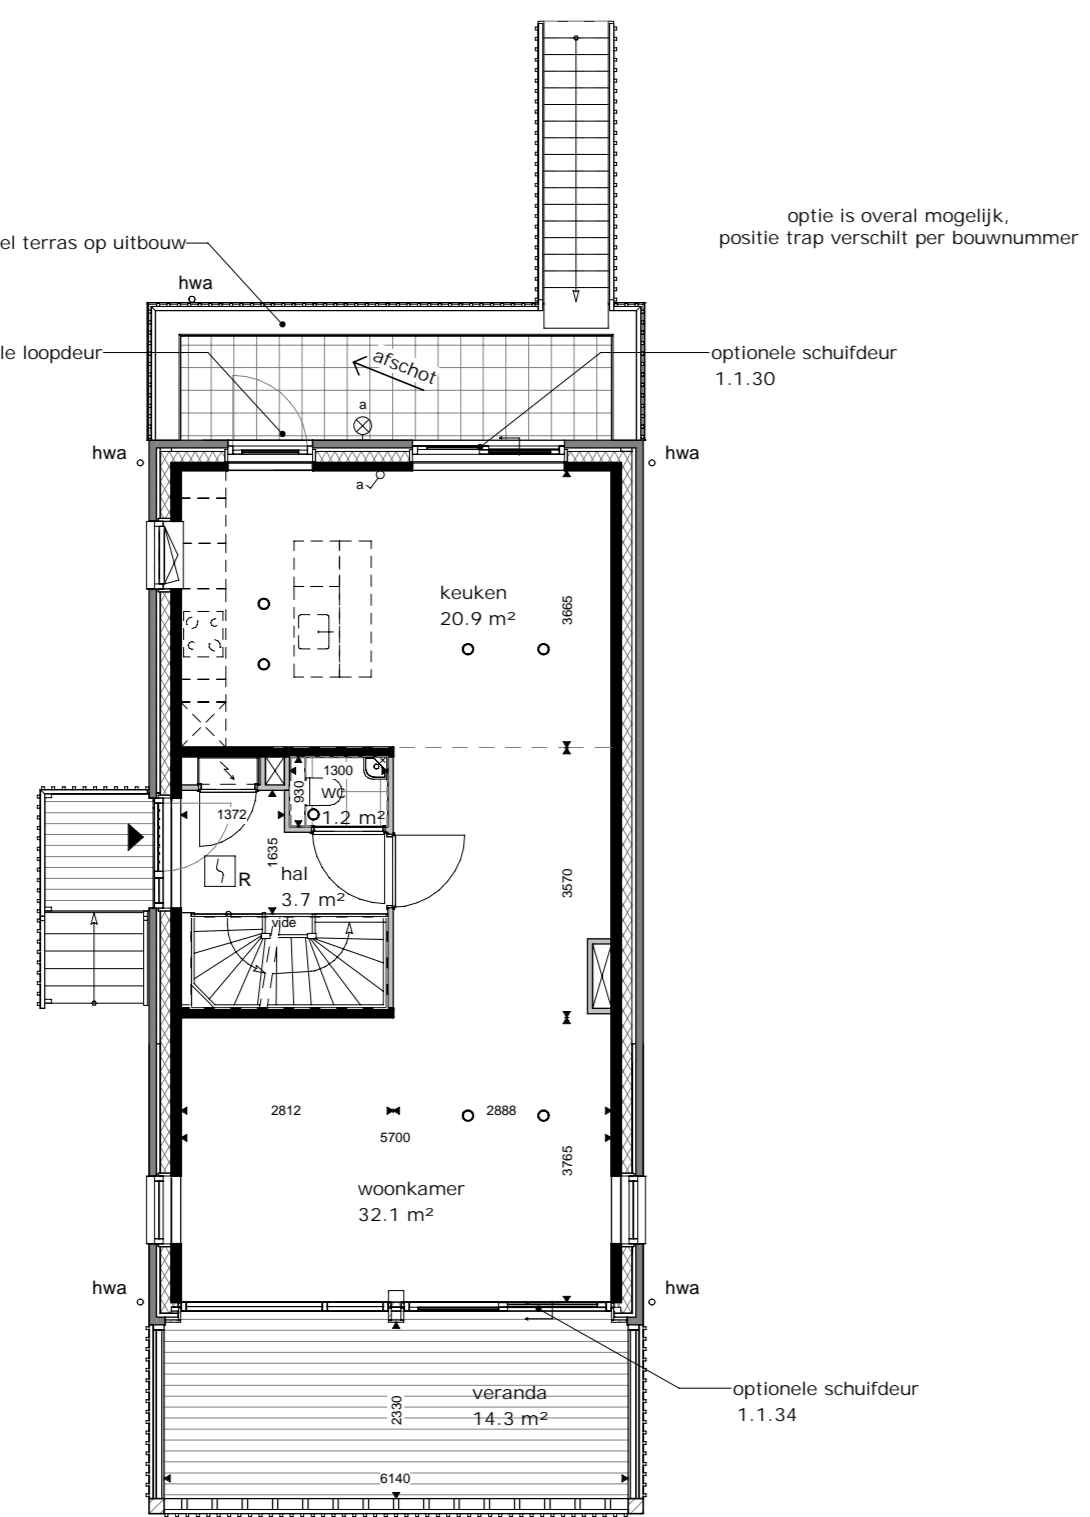 optie is overal mogelijk,
positie trap verschilt per bouwnummer
el terras op uitbouw
hwa
le loopdeur
afschot
optionele schuifdeur
1.1.30
a
hwa
hwa
a
keuken
20.9 m²
3665
1300
930
WC
1.2 m²
1372
1635
hal
3.7 m²
R
3570
vide
2812
2888
5700
3765
woonkamer
32.1 m²
hwa
hwa
veranda
14.3 m²
2330
optionele schuifdeur
1.1.34
6140